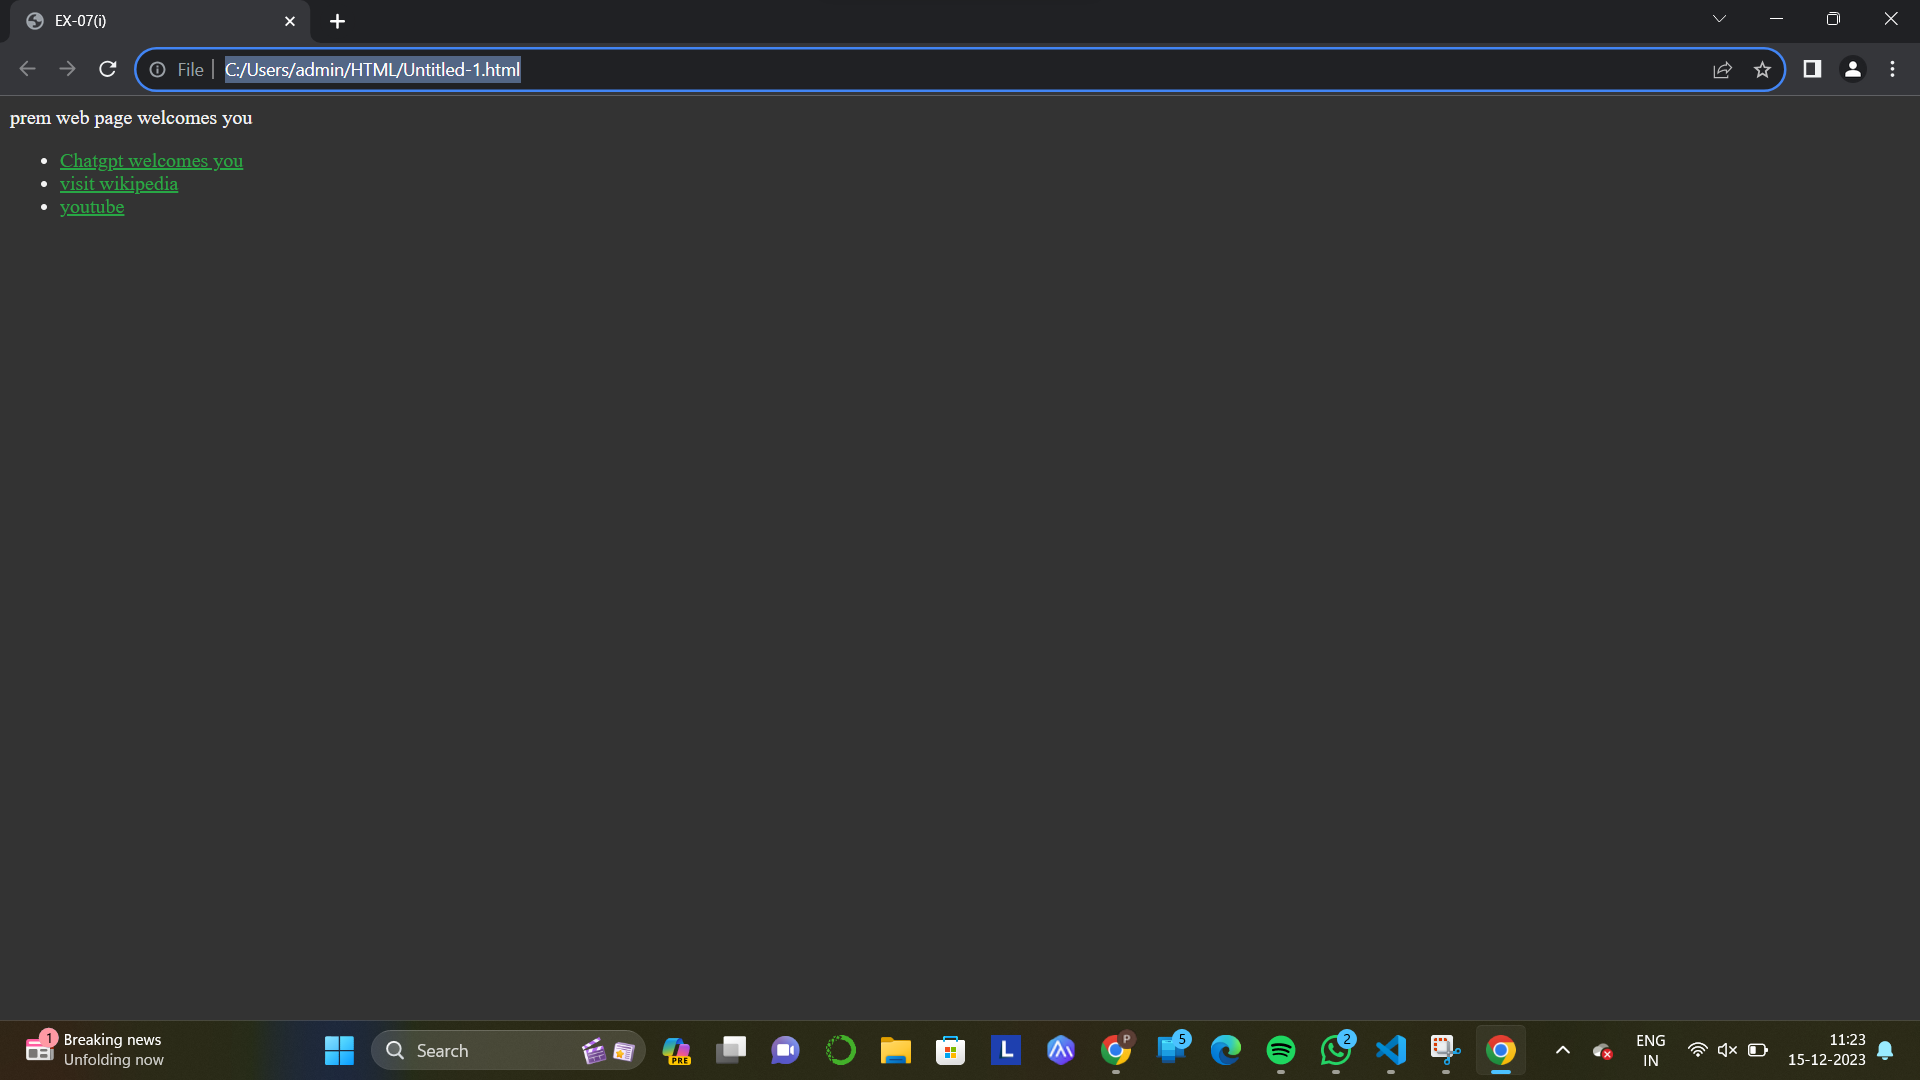 EX-07(i)
File
C:/Users/admin/HTML/Untitled-1.html
prem web page welcomes you
Chatgpt welcomes you
visit wikipedia
youtube
1
Breaking news
Unfolding now
Search
PRE
L
P
5
2
ENG
IN
11:23
15-12-2023